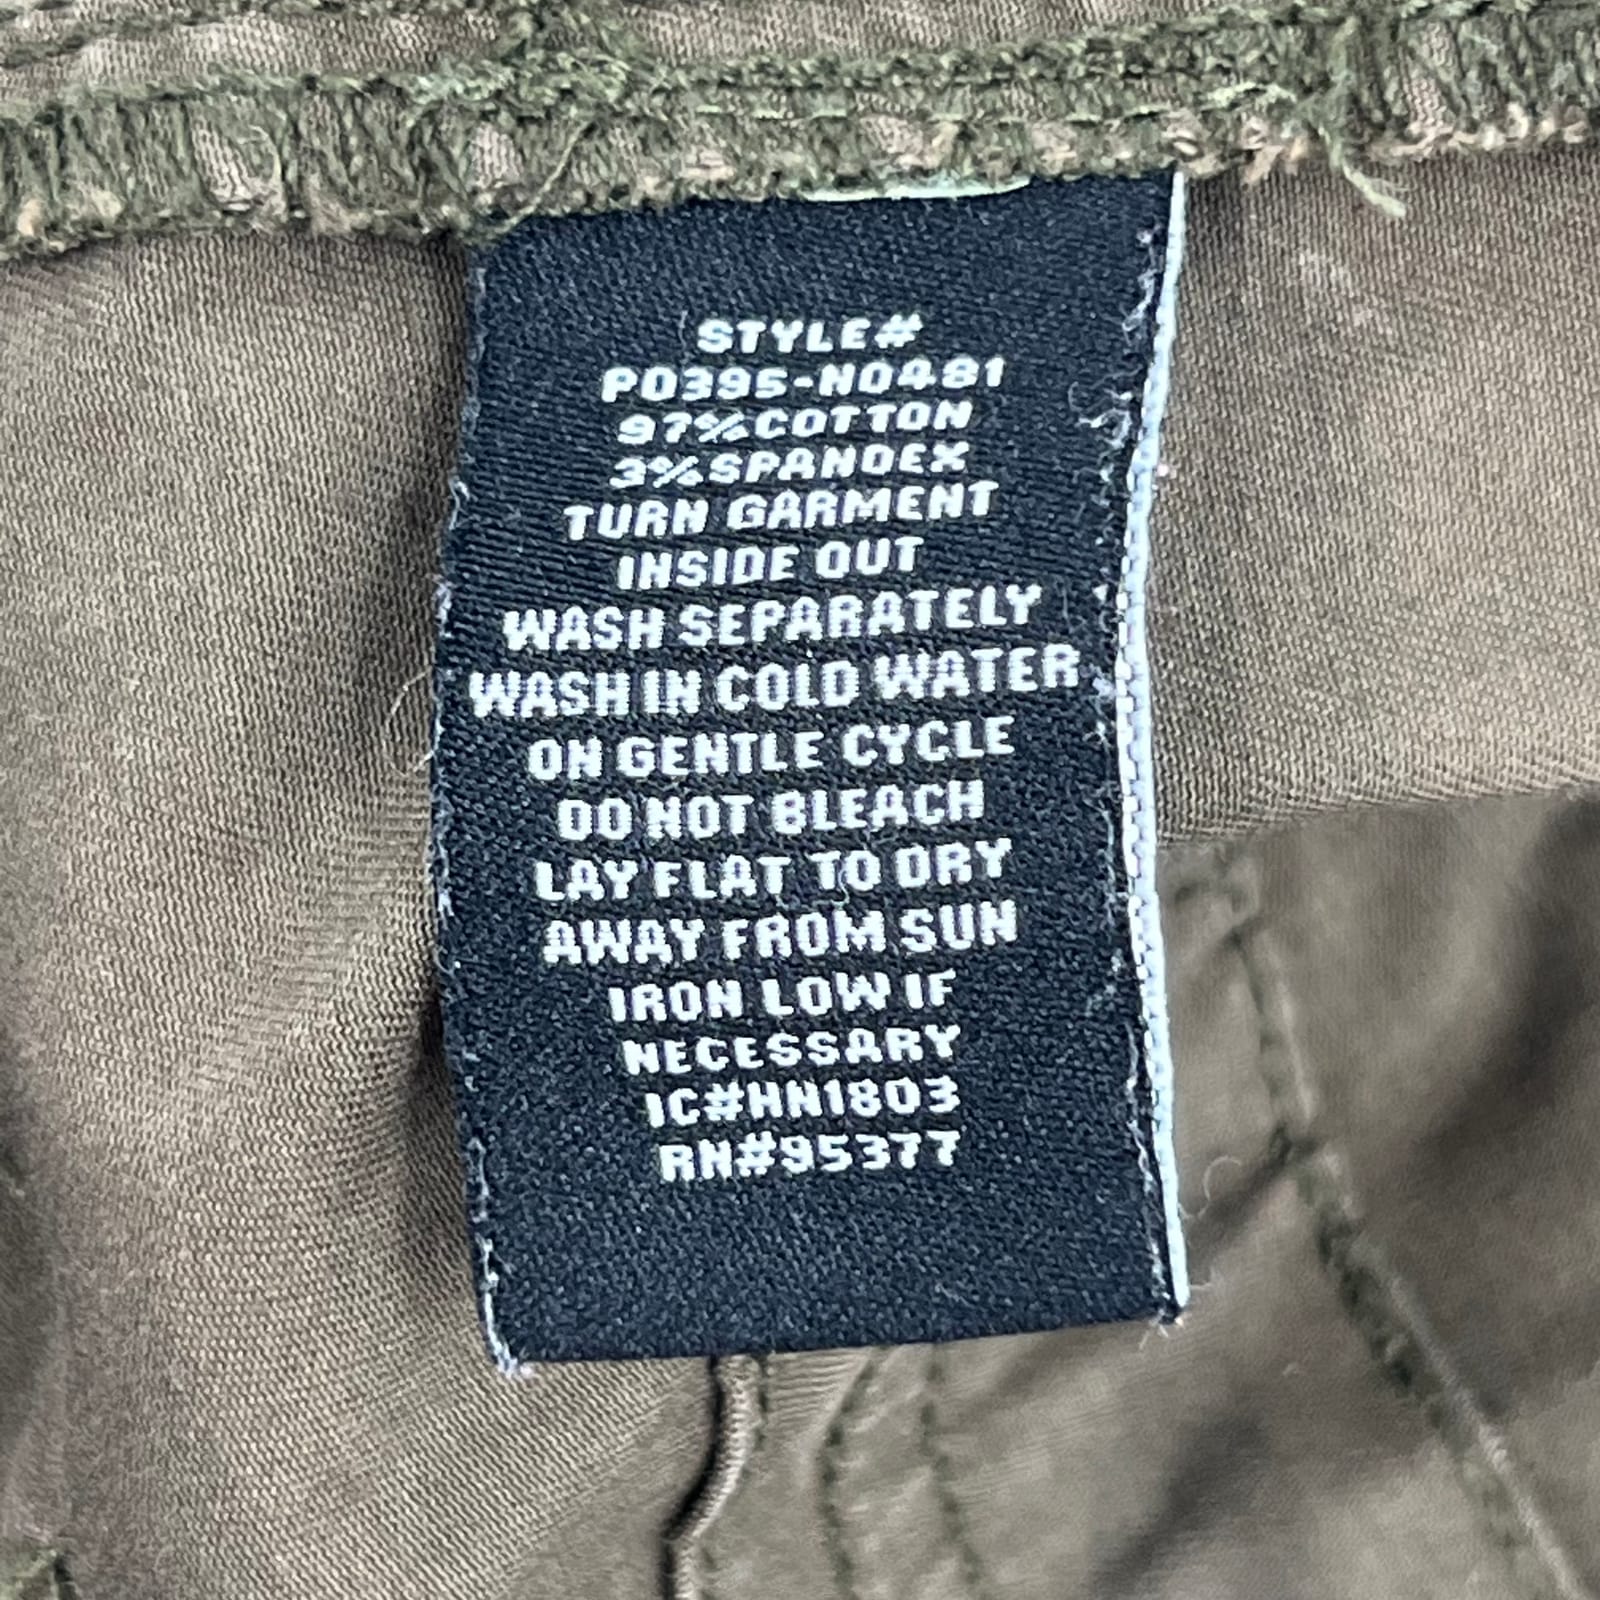 STYLE#
P0395-N0481
97%COTTON
3%SPANDEX
TURN GARMENT
INSIDE OUT
WASH SEPARATELY
WASH IN COLD WATER
ON GENTLE CYCLE
DO NOT BLEACH
LAY FLAT TO DRY
AWAY FROM SUN
IRON LOW IF
NECESSARY
IC#HN1803
RN#95377